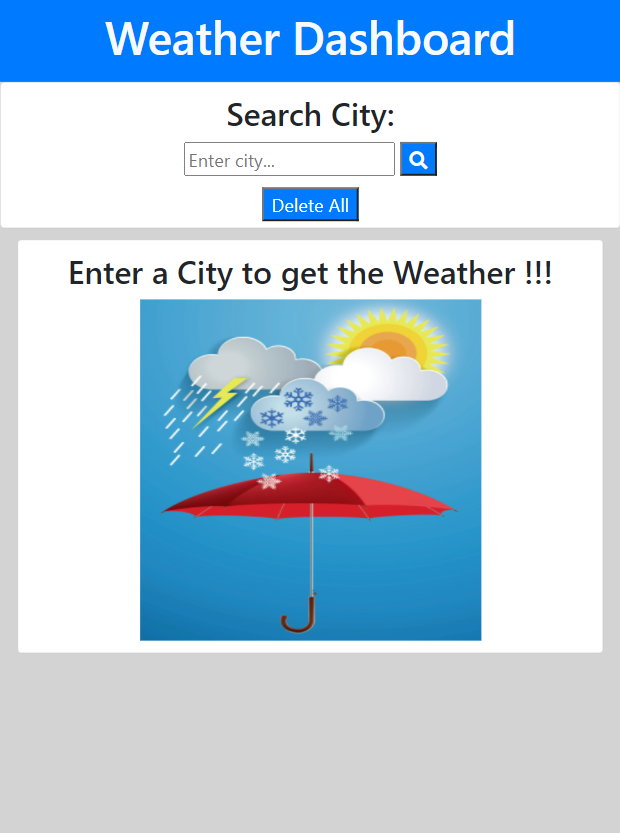 Weather Dashboard
Search City:
Enter city...
Delete All
Enter a City to get the Weather !!!